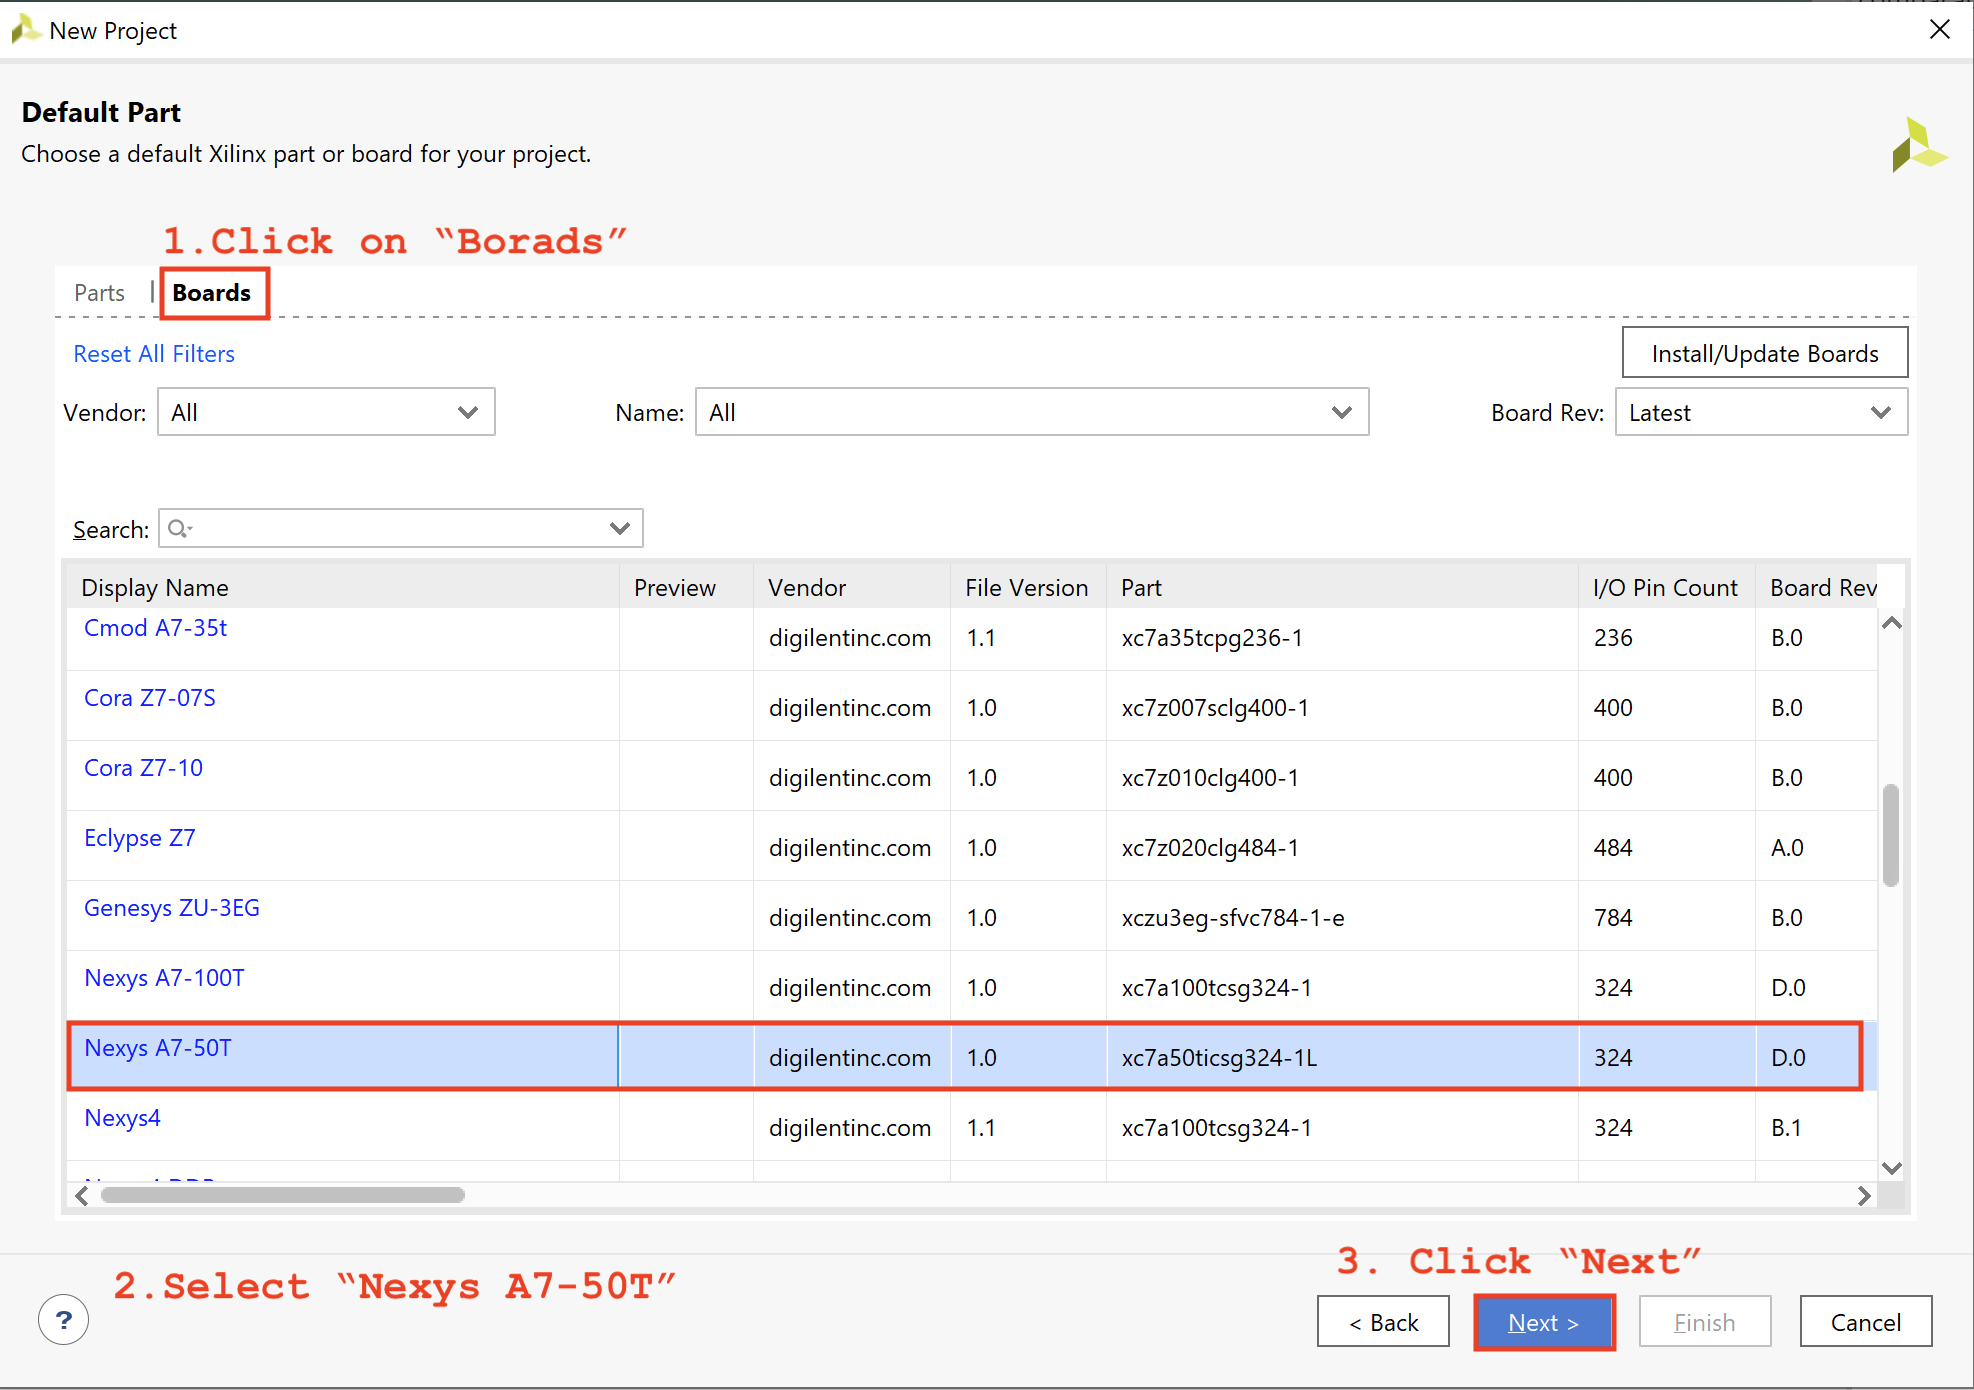 New Project
Default Part
Choose a default Xilinx part or board for your project.
1.Click on “Borads”
Parts | Boards
Reset All Filters
Install/Update Boards
Vendor: All Name: All Board Rev: Latest
Search:
Display Name Preview Vendor File Version Part I/O Pin Count Board Rev
Cmod A7-35t digilentinc.com 1.1 xc7a35tcpg236-1 236 B.0
Cora Z7-07S digilentinc.com 1.0 xc7z007sclg400-1 400 B.0
Cora Z7-10 digilentinc.com 1.0 xc7z010clg400-1 400 B.0
Eclypse Z7 digilentinc.com 1.0 xc7z020clg484-1 484 A.0
Genesys ZU-3EG digilentinc.com 1.0 xczu3eg-sfvc784-1-e 784 B.0
Nexys A7-100T digilentinc.com 1.0 xc7a100tcsg324-1 324 D.0
Nexys A7-50T digilentinc.com 1.0 xc7a50ticsg324-1L 324 D.0
Nexys4 digilentinc.com 1.1 xc7a100tcsg324-1 324 B.1
2.Select “Nexys A7-50T”
3. Click “Next”
? < Back Next > Finish Cancel